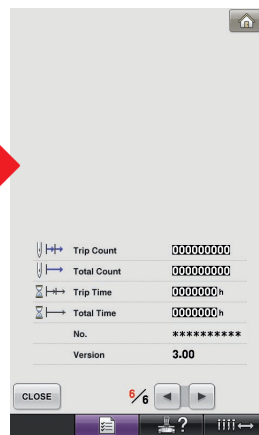 Trip Count 000000000
Total Count 000000000
Trip Time 0000000h
Total Time 0000000h
No. **********
Version 3.00
CLOSE 6/6
?